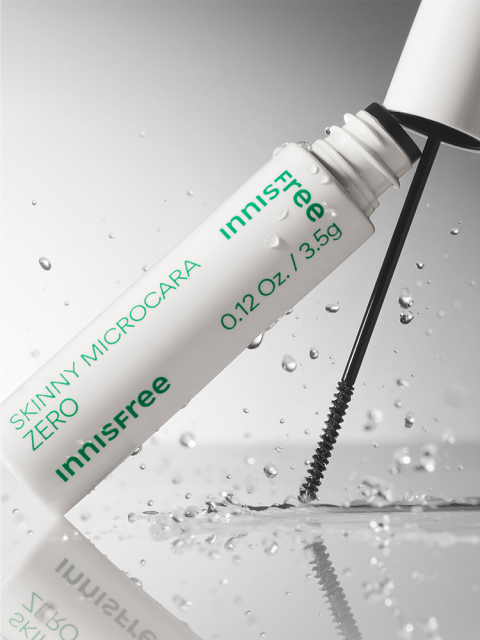 INNISFree
0.12 Oz. / 3.5g
SKINNY MICROCARA
ZERO
INNISFree